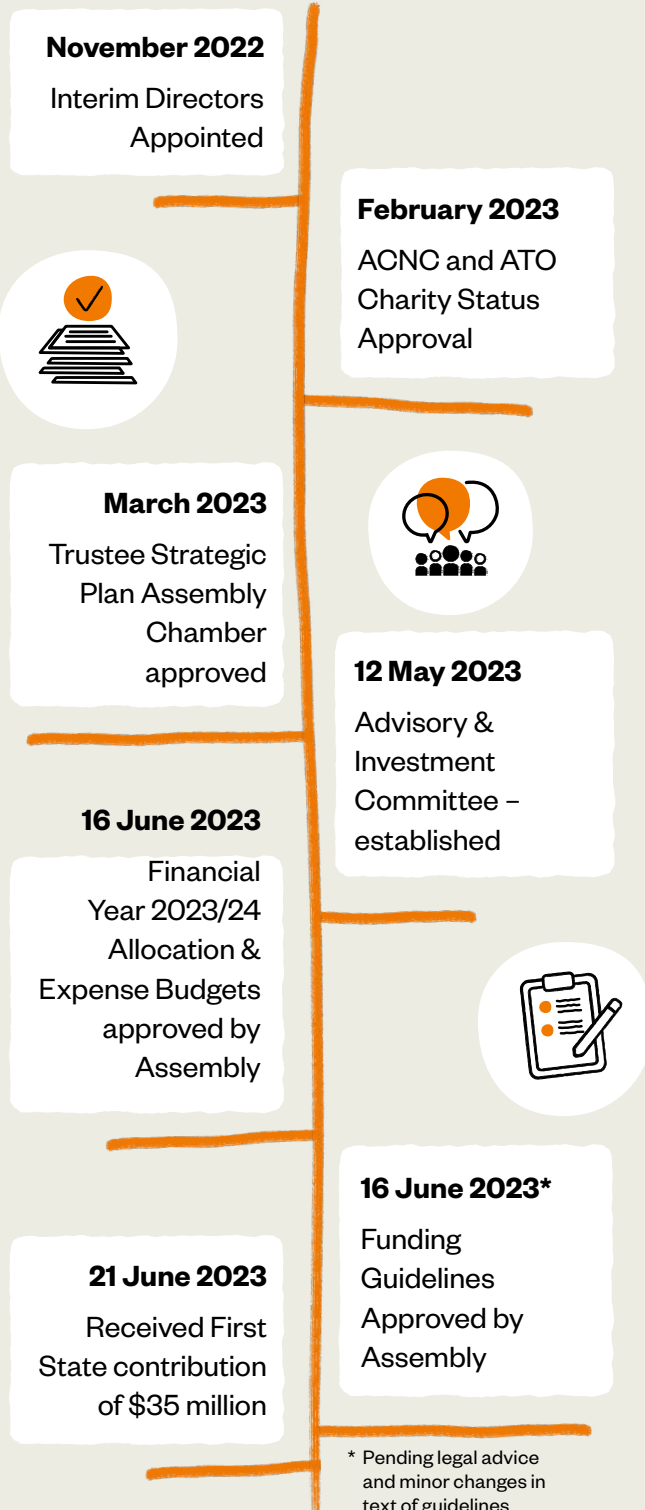 November 2022
Interim Directors
Appointed
February 2023
ACNC and ATO
Charity Status
Approval
March 2023
Trustee Strategic
Plan Assembly
Chamber
approved
12 May 2023
Advisory &
Investment
Committee –
established
16 June 2023
Financial
Year 2023/24
Allocation &
Expense Budgets
approved by
Assembly
16 June 2023*
Funding
Guidelines
Approved by
Assembly
21 June 2023
Received First
State contribution
of $35 million
* Pending legal advice
and minor changes in
text of guidelines